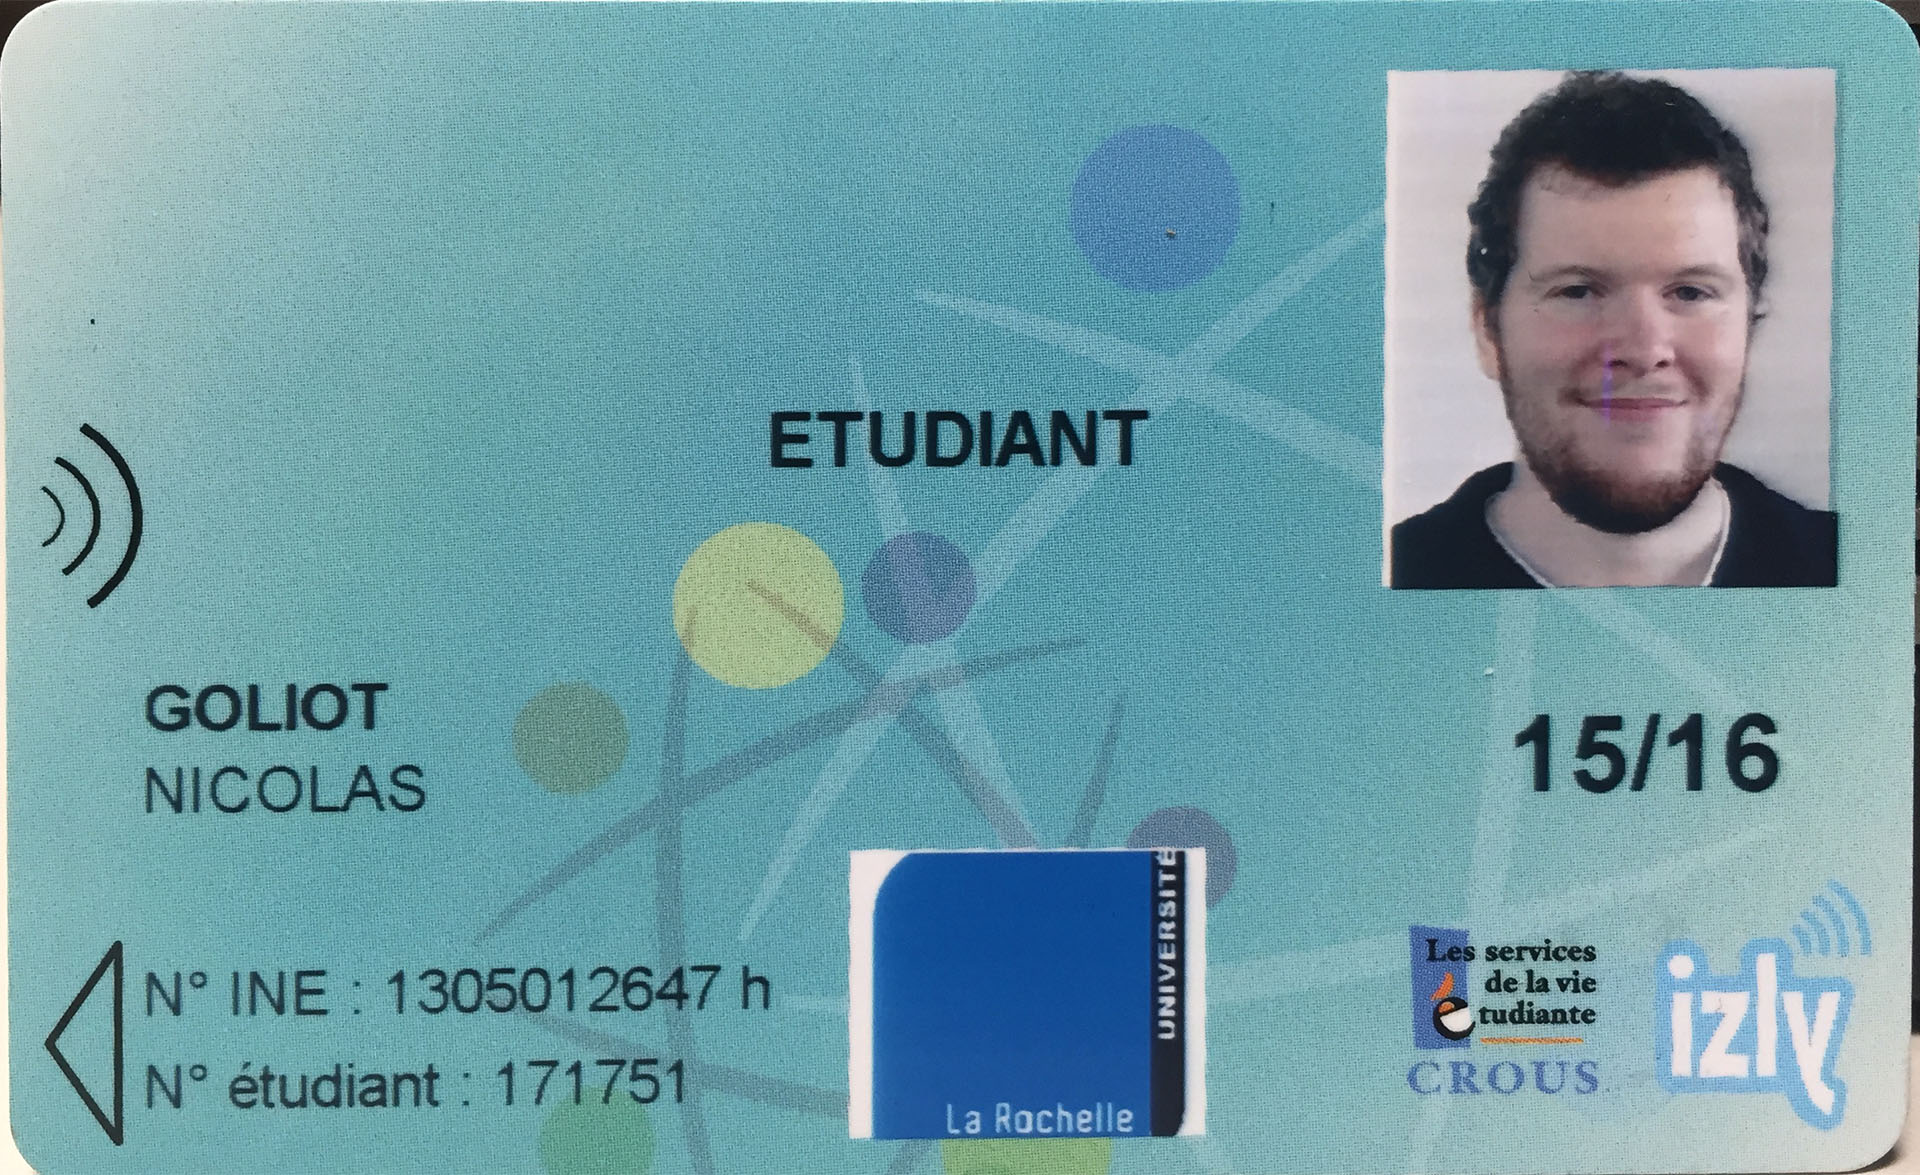 ETUDIANT
GOLIOT
NICOLAS
15/16
N° INE : 1305012647 h
N° étudiant : 171751
UNIVERSITÉ
La Rochelle
Les services
de la vie
étudiante
CROUS
izly